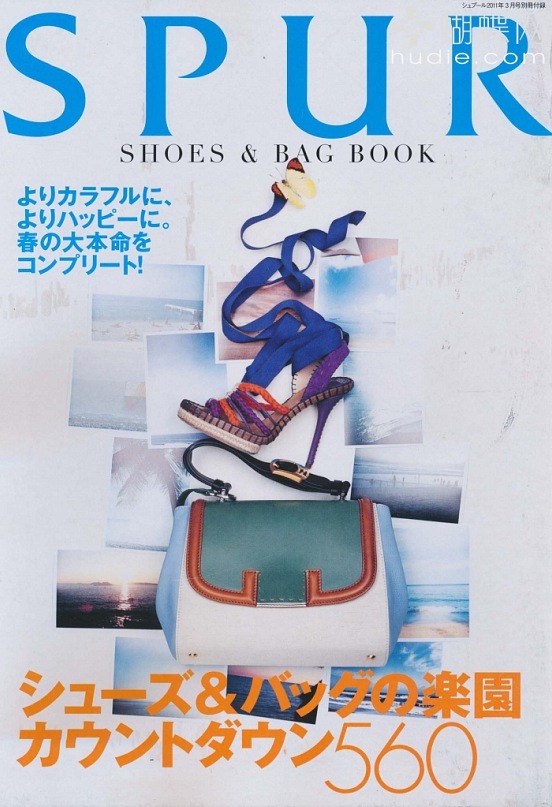 シュプール2011年3月号別冊付録
胡蝶
hudie.com
SPUR
SHOES & BAG BOOK
よりカラフルに、
よりハッピーに。
春の大本命を
コンプリート!
シューズ&バッグの楽園
カウントダウン560